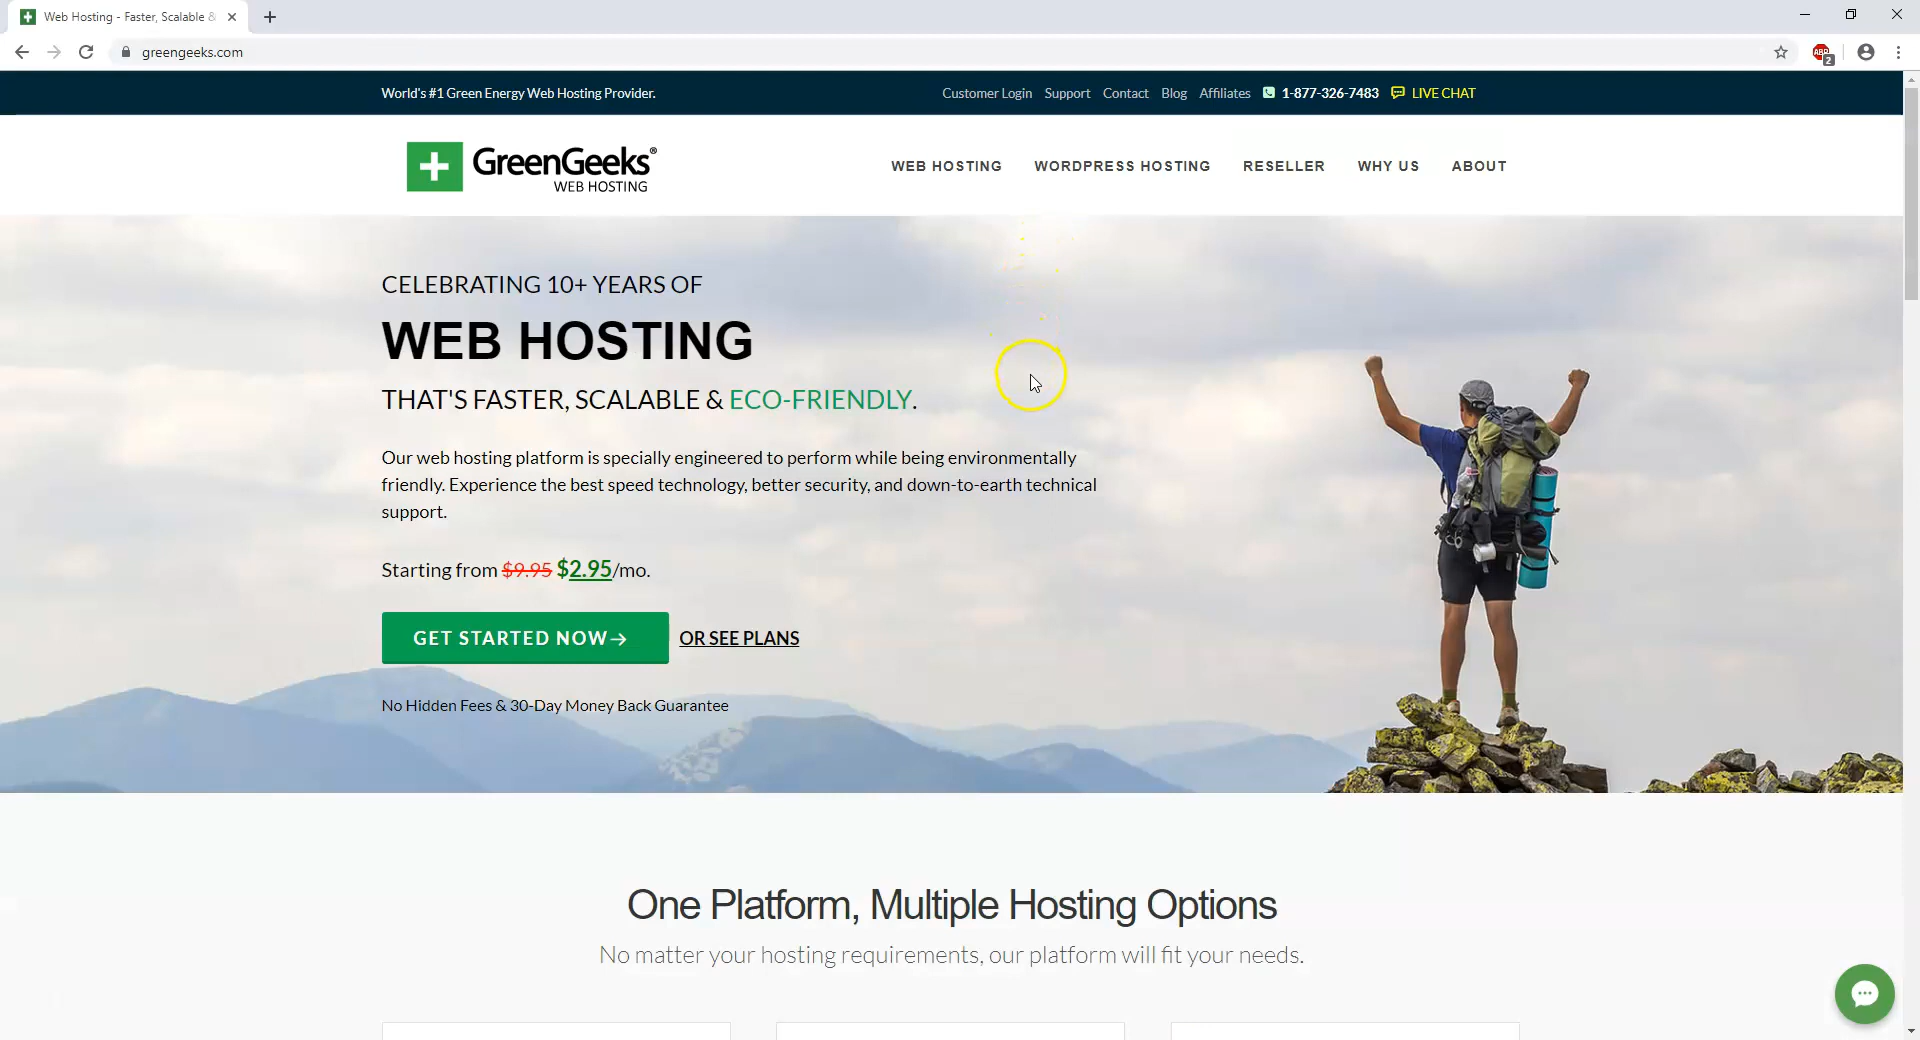 Web Hosting - Faster, Scalable &
greengeeks.com
ABP
2
World's #1 Green Energy Web Hosting Provider.
Customer Login Support Contact Blog Affiliates 1-877-326-7483 LIVE CHAT
GreenGeeks®
WEB HOSTING
WEB HOSTING WORDPRESS HOSTING RESELLER WHY US ABOUT
CELEBRATING 10+ YEARS OF
WEB HOSTING
THAT'S FASTER, SCALABLE & ECO-FRIENDLY.
Our web hosting platform is specially engineered to perform while being environmentally
friendly. Experience the best speed technology, better security, and down-to-earth technical
support.
Starting from $9.95 $2.95/mo.
GET STARTED NOW→ OR SEE PLANS
No Hidden Fees & 30-Day Money Back Guarantee
One Platform, Multiple Hosting Options
No matter your hosting requirements, our platform will fit your needs.